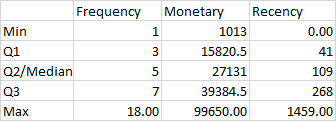 Frequency Monetary Recency
Min 1 1013 0.00
Q1 3 15820.5 41
Q2/Median 5 27131 109
Q3 7 39384.5 268
Max 18.00 99650.00 1459.00